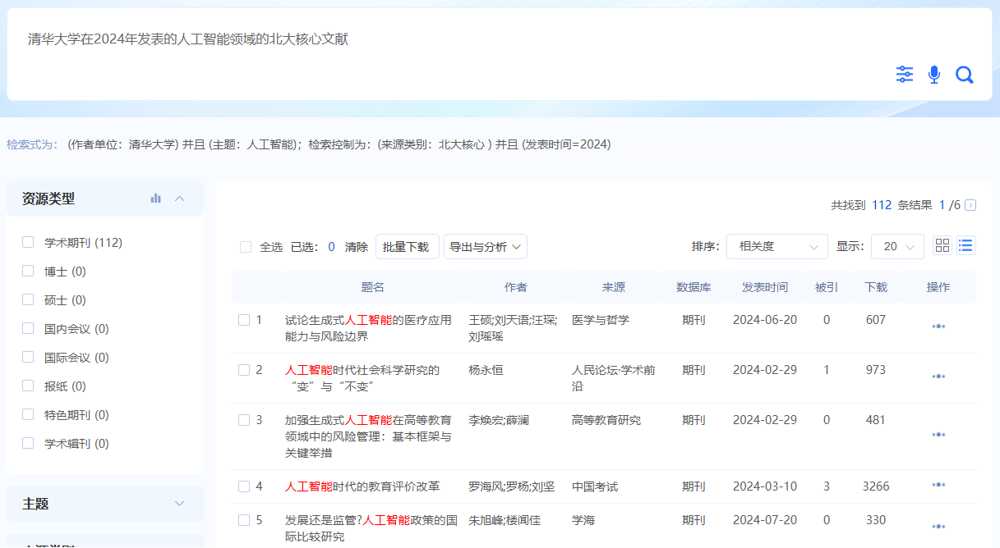 清华大学在2024年发表的人工智能领域的北大核心文献
检索式为： (作者单位：清华大学) 并且 (主题：人工智能)；检索控制为：(来源类别：北大核心 ) 并且 (发表时间=2024)
资源类型
学术期刊 (112)
博士 (0)
硕士 (0)
国内会议 (0)
国际会议 (0)
报纸 (0)
特色期刊 (0)
学术辑刊 (0)
主题
共找到 112 条结果 1 /6
全选 已选： 0 清除 批量下载 导出与分析 排序： 相关度 显示： 20
题名 作者 来源 数据库 发表时间 被引 下载 操作
1 试论生成式人工智能的医疗应用 王硕;刘天语;汪琛; 医学与哲学 期刊 2024-06-20 0 607
能力与风险边界 刘瑶瑶
2 人工智能时代社会科学研究的 杨永恒 人民论坛·学术前 期刊 2024-02-29 1 973
“变”与“不变” 沿
3 加强生成式人工智能在高等教育 李焕宏;薛澜 高等教育研究 期刊 2024-02-29 0 481
领域中的风险管理：基本框架与
关键举措
4 人工智能时代的教育评价改革 罗海风;罗杨;刘坚 中国考试 期刊 2024-03-10 3 3266
5 发展还是监管?人工智能政策的国 朱旭峰;楼闻佳 学海 期刊 2024-07-20 0 330
际比较研究